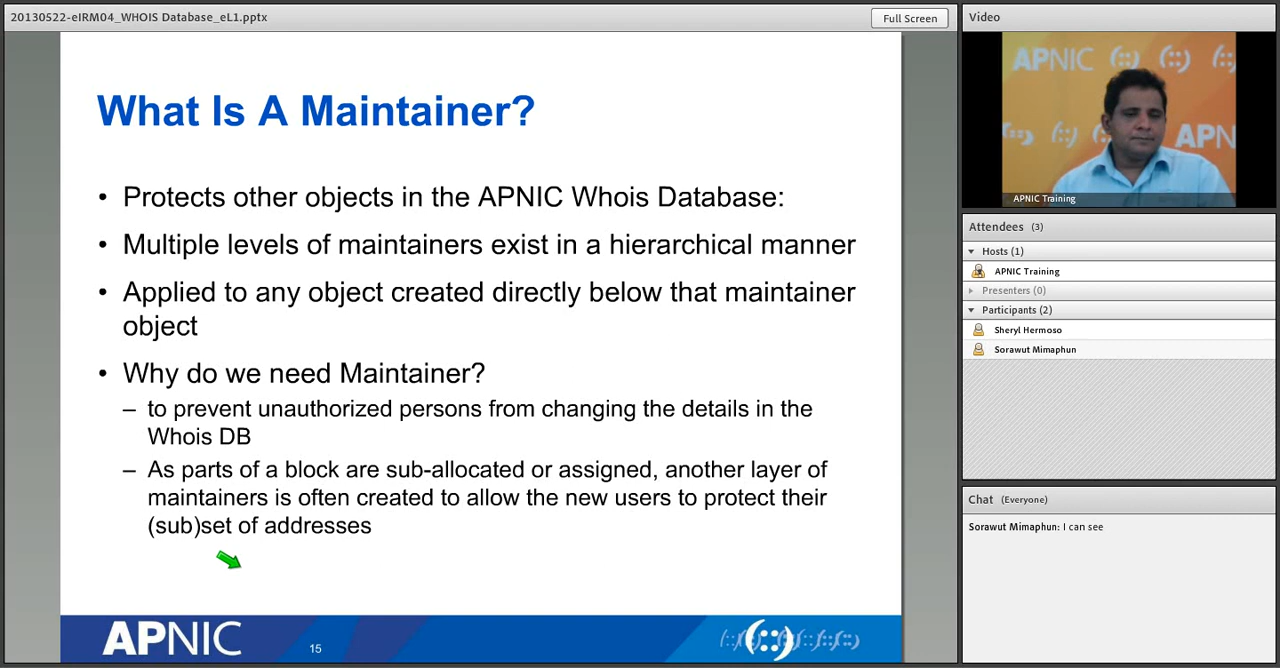 20130522-eIRM04_WHOIS Database_eL1.pptx
Full Screen
What Is A Maintainer?
• Protects other objects in the APNIC Whois Database:
• Multiple levels of maintainers exist in a hierarchical manner
• Applied to any object created directly below that maintainer
object
• Why do we need Maintainer?
– to prevent unauthorized persons from changing the details in the
Whois DB
– As parts of a block are sub-allocated or assigned, another layer of
maintainers is often created to allow the new users to protect their
(sub)set of addresses
APNIC
15
(::)
Video
APNIC (::) (::) (:
(::) (::) APN
APNIC Training
Attendees (3)
Hosts (1)
APNIC Training
Presenters (0)
Participants (2)
Sheryl Hermoso
Sorawut Mimaphun
Chat (Everyone)
Sorawut Mimaphun: I can see